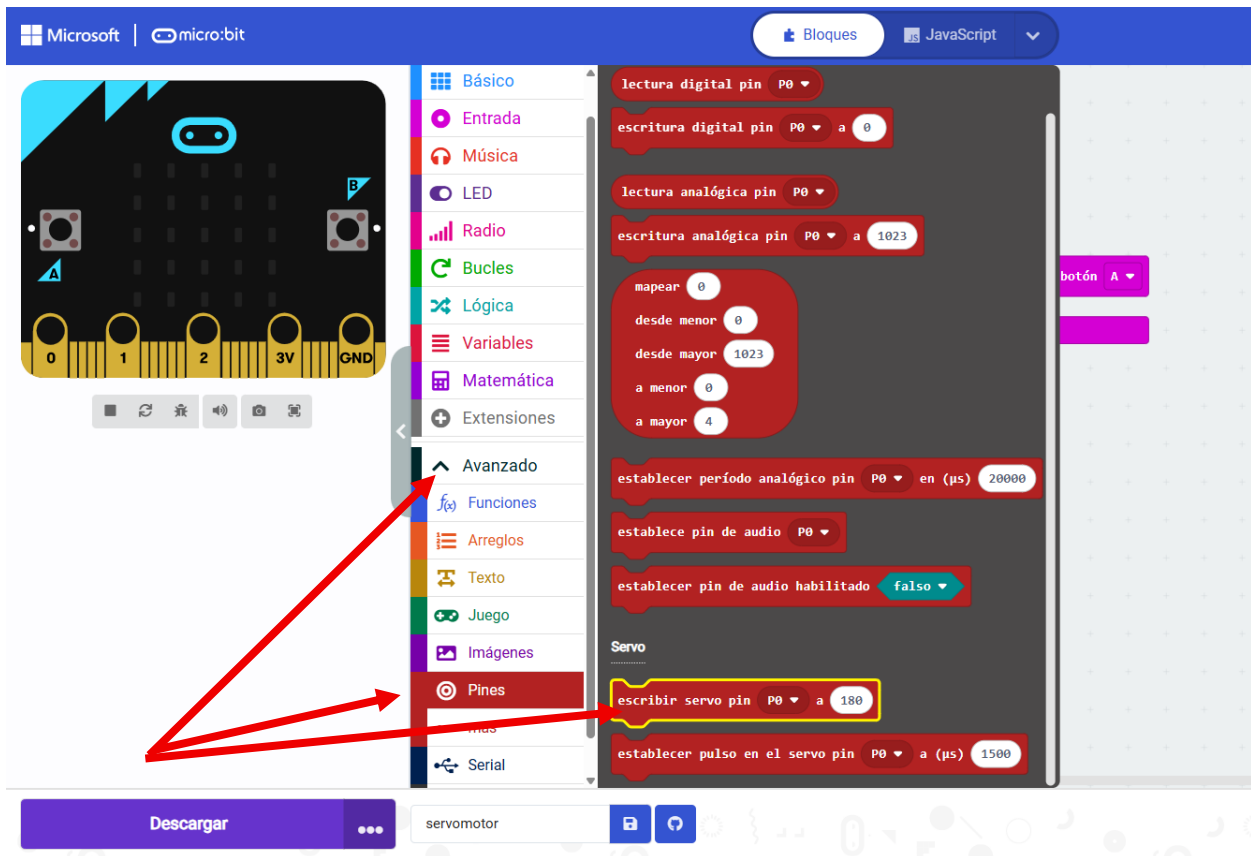 Microsoft
micro:bit
Bloques
JS JavaScript
B
A
0 1 2 3V GND
Básico
Entrada
Música
LED
Radio
Bucles
Lógica
Variables
Matemática
Extensiones
Avanzado
f(x) Funciones
Arreglos
Texto
Juego
Imágenes
Pines
Serial
lectura digital pin P0
escritura digital pin P0 a 0
lectura analógica pin P0
escritura analógica pin P0 a 1023
mapear 0
desde menor 0
desde mayor 1023
a menor 0
a mayor 4
establecer período analógico pin P0 en (µs) 20000
establece pin de audio P0
establecer pin de audio habilitado falso
Servo
escribir servo pin P0 a 180
establecer pulso en el servo pin P0 a (µs) 1500
botón A
Descargar
servomotor